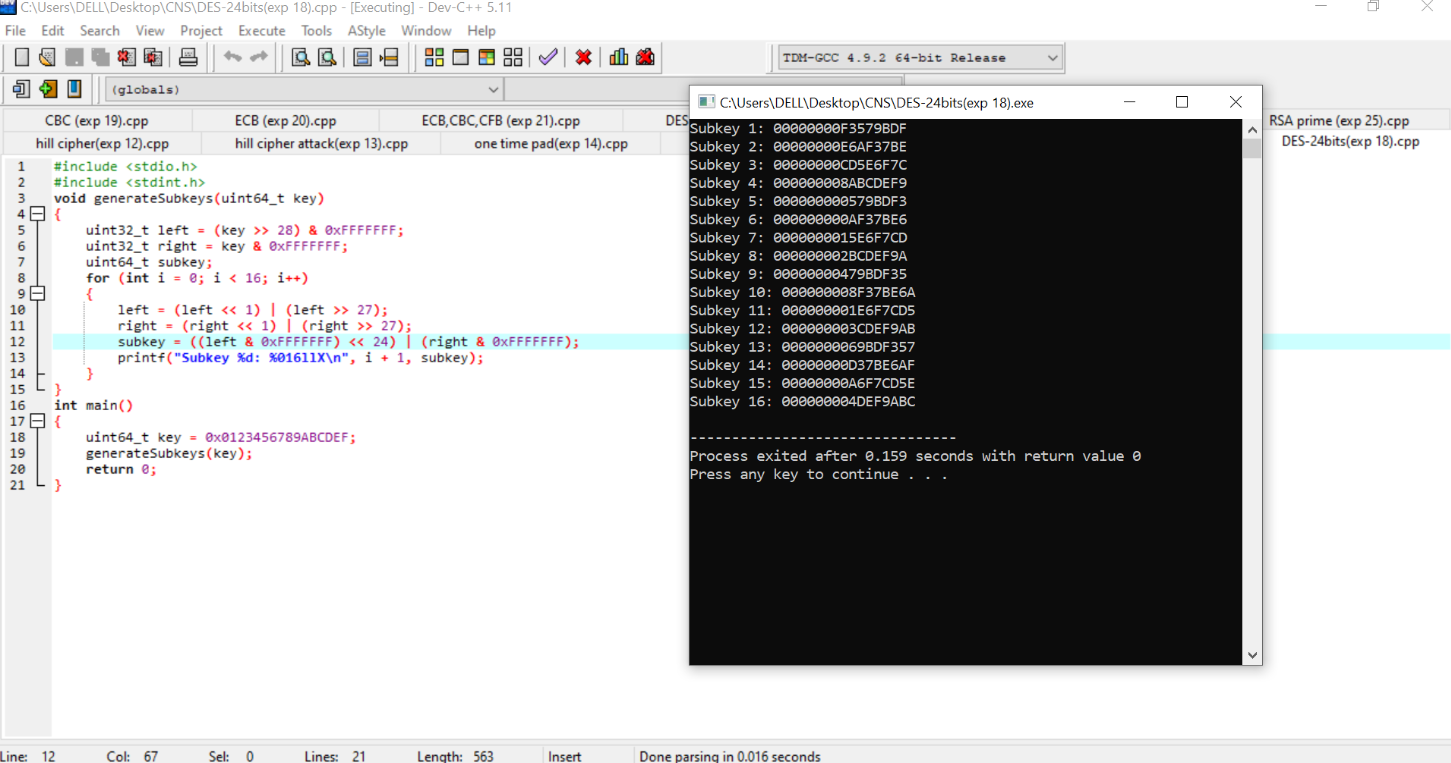 C:\Users\DELL\Desktop\CNS\DES-24bits(exp 18).cpp - [Executing] - Dev-C++ 5.11
File Edit Search View Project Execute Tools AStyle Window Help
TDM-GCC 4.9.2 64-bit Release
(globals)
CBC (exp 19).cpp ECB (exp 20).cpp ECB,CBC,CFB (exp 21).cpp DES RSA prime (exp 25).cpp
hill cipher(exp 12).cpp hill cipher attack(exp 13).cpp one time pad(exp 14).cpp DES-24bits(exp 18).cpp
1 #include <stdio.h>
2 #include <stdint.h>
3 void generateSubkeys(uint64_t key)
4 {
5 uint32_t left = (key >> 28) & 0xFFFFFFF;
6 uint32_t right = key & 0xFFFFFFF;
7 uint64_t subkey;
8 for (int i = 0; i < 16; i++)
9 {
10 left = (left << 1) | (left >> 27);
11 right = (right << 1) | (right >> 27);
12 subkey = ((left & 0xFFFFFFF) << 24) | (right & 0xFFFFFFF);
13 printf("Subkey %d: %016llX\n", i + 1, subkey);
14 }
15 }
16 int main()
17 {
18 uint64_t key = 0x0123456789ABCDEF;
19 generateSubkeys(key);
20 return 0;
21 }
C:\Users\DELL\Desktop\CNS\DES-24bits(exp 18).exe
Subkey 1: 00000000F3579BDF
Subkey 2: 00000000E6AF37BE
Subkey 3: 00000000CD5E6F7C
Subkey 4: 000000008ABCDEF9
Subkey 5: 000000000579BDF3
Subkey 6: 000000000AF37BE6
Subkey 7: 0000000015E6F7CD
Subkey 8: 000000002BCDEF9A
Subkey 9: 00000000479BDF35
Subkey 10: 000000008F37BE6A
Subkey 11: 000000001E6F7CD5
Subkey 12: 000000003CDEF9AB
Subkey 13: 0000000069BDF357
Subkey 14: 00000000D37BE6AF
Subkey 15: 00000000A6F7CD5E
Subkey 16: 000000004DEF9ABC
--------------------------------
Process exited after 0.159 seconds with return value 0
Press any key to continue . . .
Line: 12 Col: 67 Sel: 0 Lines: 21 Length: 563 Insert Done parsing in 0.016 seconds